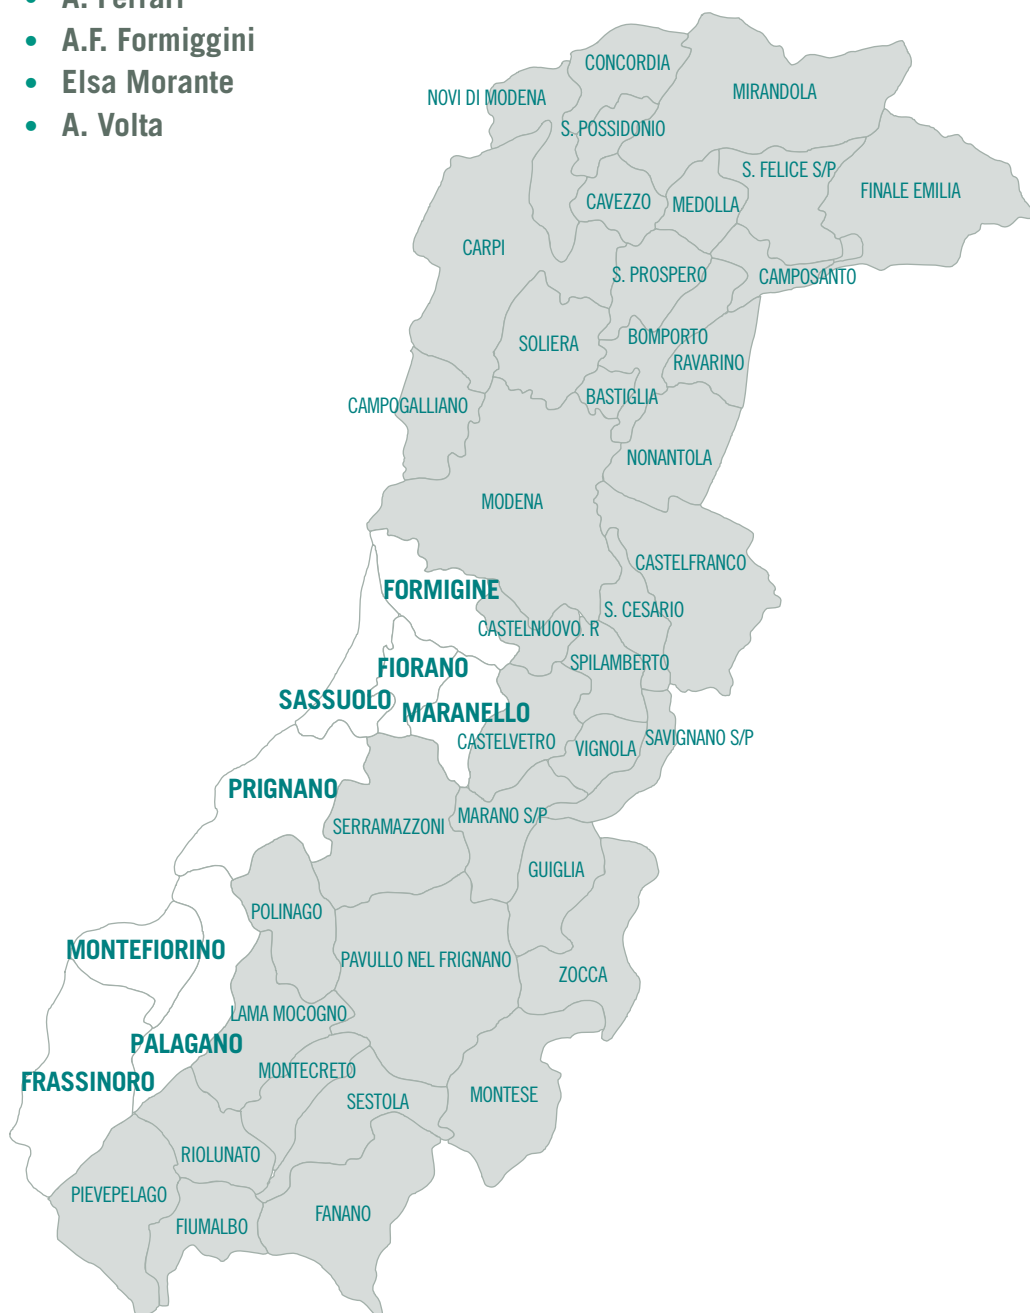 A. Ferrari
A.F. Formiggini
Elsa Morante
A. Volta
CONCORDIA
MIRANDOLA
NOVI DI MODENA
S. POSSIDONIO
S. FELICE S/P
FINALE EMILIA
CAVEZZO
MEDOLLA
CARPI
S. PROSPERO
CAMPOSANTO
SOLIERA
BOMPORTO
RAVARINO
BASTIGLIA
CAMPOGALLIANO
NONANTOLA
MODENA
CASTELFRANCO
FORMIGINE
S. CESARIO
CASTELNUOVO. R
SPILAMBERTO
FIORANO
SASSUOLO
MARANELLO
CASTELVETRO
VIGNOLA
SAVIGNANO S/P
PRIGNANO
MARANO S/P
SERRAMAZZONI
GUIGLIA
POLINAGO
MONTEFIORINO
PAVULLO NEL FRIGNANO
ZOCCA
LAMA MOCOGNO
PALAGANO
MONTECRETO
FRASSINORO
SESTOLA
MONTESE
RIOLUNATO
PIEVEPELAGO
FANANO
FIUMALBO